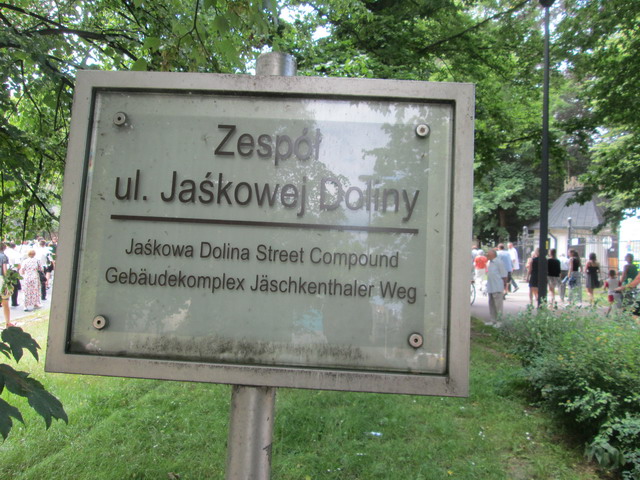 Zespół
ul. Jaśkowej Doliny
Jaśkowa Dolina Street Compound
Gebäudekomplex Jäschkenthaler Weg